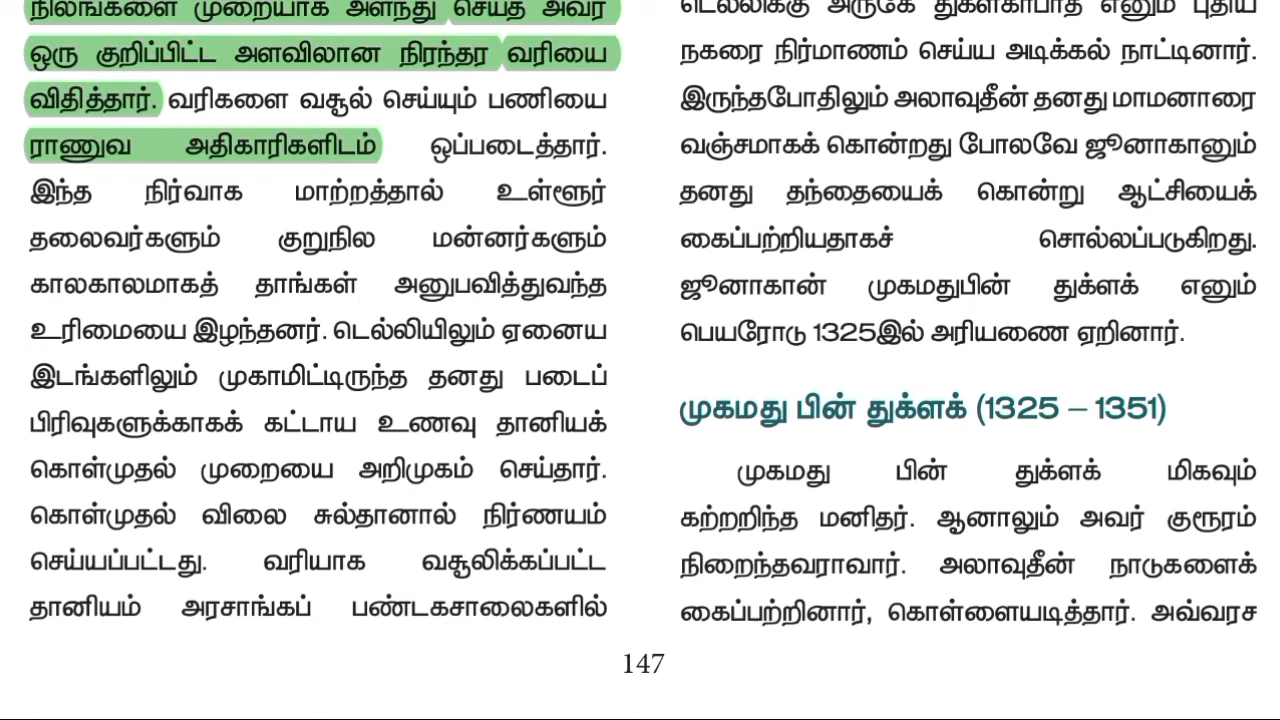 நிலங்களை முறையாக அளந்து செய்த அவர்
ஒரு குறிப்பிட்ட அளவிலான நிரந்தர வரியை
விதித்தார். வரிகளை வசூல் செய்யும் பணியை
ராணுவ அதிகாரிகளிடம் ஒப்படைத்தார்.
இந்த நிர்வாக மாற்றத்தால் உள்ளூர்
தலைவர்களும் குறுநில மன்னர்களும்
காலகாலமாகத் தாங்கள் அனுபவித்துவந்த
உரிமையை இழந்தனர். டெல்லியிலும் ஏனைய
இடங்களிலும் முகாமிட்டிருந்த தனது படைப்
பிரிவுகளுக்காகக் கட்டாய உணவு தானியக்
கொள்முதல் முறையை அறிமுகம் செய்தார்.
கொள்முதல் விலை சுல்தானால் நிர்ணயம்
செய்யப்பட்டது. வரியாக வசூலிக்கப்பட்ட
தானியம் அரசாங்கப் பண்டகசாலைகளில்
டெல்லிக்கு அருகே துக்ளகாபாத் எனும் புதிய
நகரை நிர்மாணம் செய்ய அடிக்கல் நாட்டினார்.
இருந்தபோதிலும் அலாவுதீன் தனது மாமனாரை
வஞ்சமாகக் கொன்றது போலவே ஜூனாகானும்
தனது தந்தையைக் கொன்று ஆட்சியைக்
கைப்பற்றியதாகச் சொல்லப்படுகிறது.
ஜூனாகான் முகமதுபின் துக்ளக் எனும்
பெயரோடு 1325இல் அரியணை ஏறினார்.
முகமது பின் துக்ளக் (1325 – 1351)
முகமது பின் துக்ளக் மிகவும்
கற்றறிந்த மனிதர். ஆனாலும் அவர் குரூரம்
நிறைந்தவராவார். அலாவுதீன் நாடுகளைக்
கைப்பற்றினார், கொள்ளையடித்தார். அவ்வரச
147